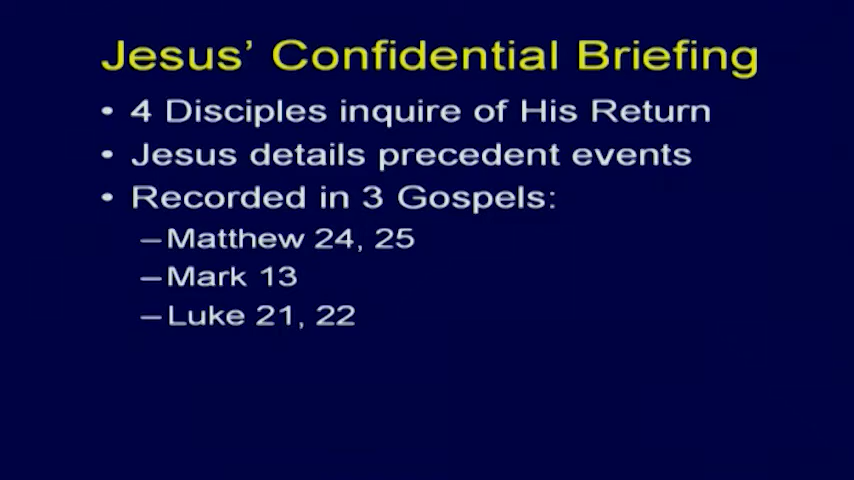 Jesus’ Confidential Briefing
• 4 Disciples inquire of His Return
• Jesus details precedent events
• Recorded in 3 Gospels:
–Matthew 24, 25
–Mark 13
–Luke 21, 22